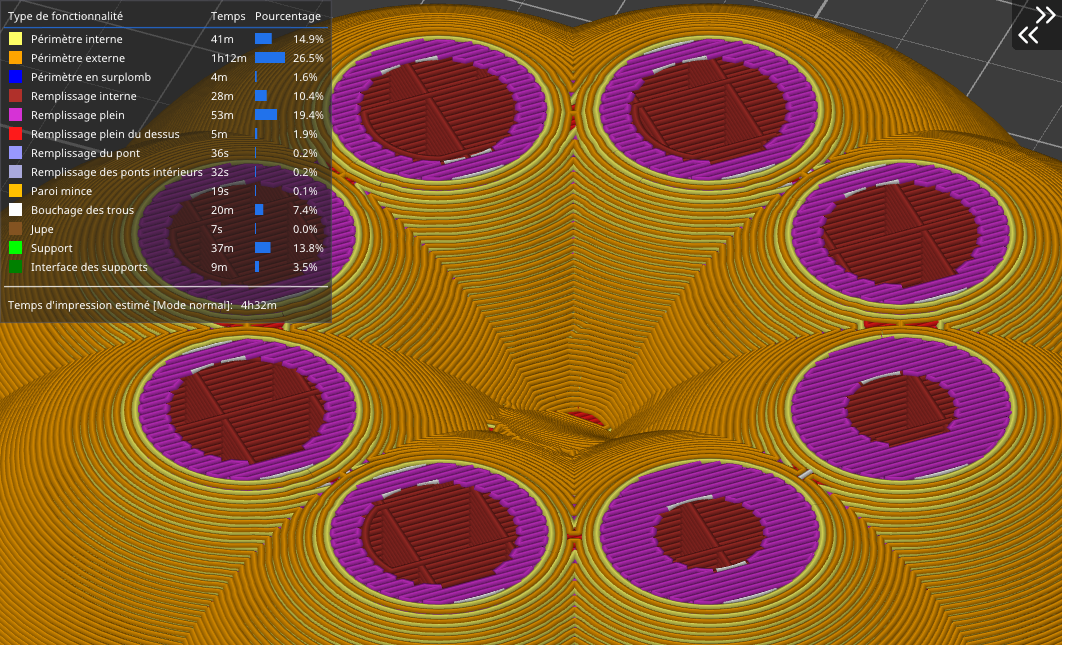 Type de fonctionnalité Temps Pourcentage
Périmètre interne 41m 14.9%
Périmètre externe 1h12m 26.5%
Périmètre en surplomb 4m 1.6%
Remplissage interne 28m 10.4%
Remplissage plein 53m 19.4%
Remplissage plein du dessus 5m 1.9%
Remplissage du pont 36s 0.2%
Remplissage des ponts intérieurs 32s 0.2%
Paroi mince 19s 0.1%
Bouchage des trous 20m 7.4%
Jupe 7s 0.0%
Support 37m 13.8%
Interface des supports 9m 3.5%
Temps d'impression estimé [Mode normal]: 4h32m